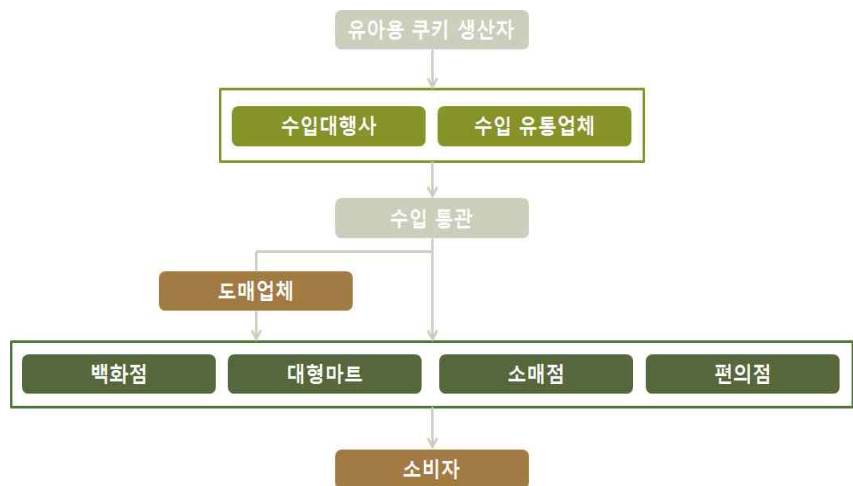 유아용 쿠키 생산자
수입대행사
수입 유통업체
수입 통관
도매업체
백화점
대형마트
소매점
편의점
소비자